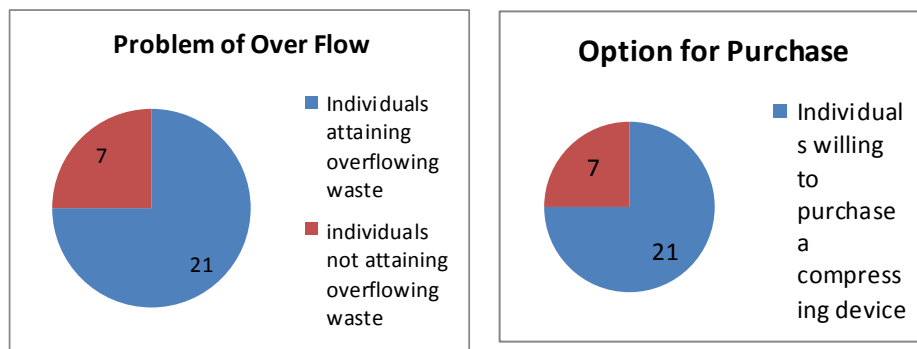 Problem of Over Flow
7
21
Individuals
attaining
overflowing
waste
individuals
not attaining
overflowing
waste
Option for Purchase
7
21
Individual
s willing
to
purchase
a
compress
ing device